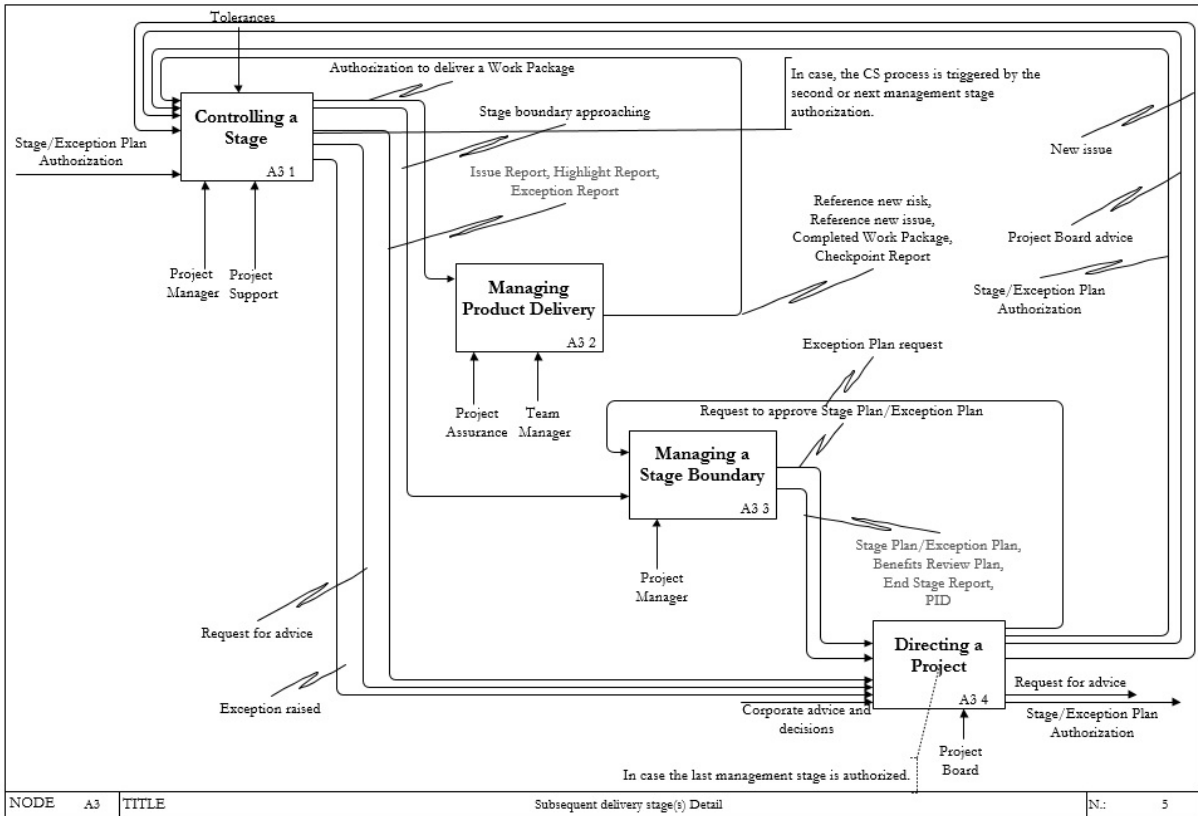 Tolerances
Authorization to deliver a Work Package
In case, the CS process is triggered by the
second or next management stage
authorization.
Controlling a
Stage
A3 1
Stage boundary approaching
Stage/Exception Plan
Authorization
New issue
Issue Report, Highlight Report,
Exception Report
Reference new risk,
Reference new issue,
Completed Work Package,
Checkpoint Report
Project Board advice
Project
Manager
Project
Support
Managing
Product Delivery
A3 2
Stage/Exception Plan
Authorization
Exception Plan request
Project
Assurance
Team
Manager
Request to approve Stage Plan/Exception Plan
Managing a
Stage Boundary
A3 3
Stage Plan/Exception Plan,
Benefits Review Plan,
End Stage Report,
PID
Project
Manager
Request for advice
Directing a
Project
A3 4
Request for advice
Exception raised
Corporate advice and
decisions
Stage/Exception Plan
Authorization
Project
Board
In case the last management stage is authorized.
NODE A3 TITLE Subsequent delivery stage(s) Detail N.: 5